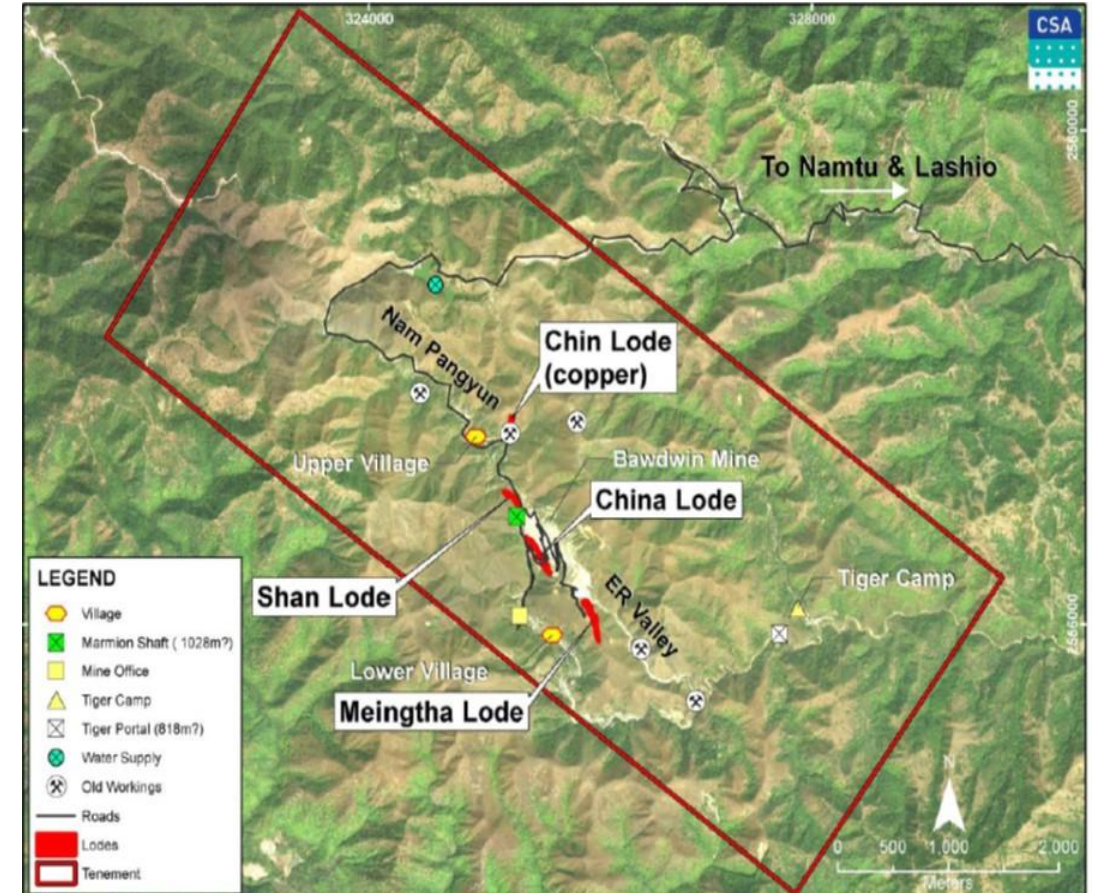 324000
328000
CSA
2560000
To Namtu & Lashio
Nam Pangyun
Chin Lode
(copper)
Upper Village
Bawdwin Mine
China Lode
Shan Lode
ER Valley
Tiger Camp
2556000
Lower Village
Meingtha Lode
LEGEND
Village
Marmion Shaft ( 1028m?)
Mine Office
Tiger Camp
Tiger Portal (818m?)
Water Supply
Old Workings
Roads
Lodes
Tenement
N
0 500 1,000 2,000
Meters